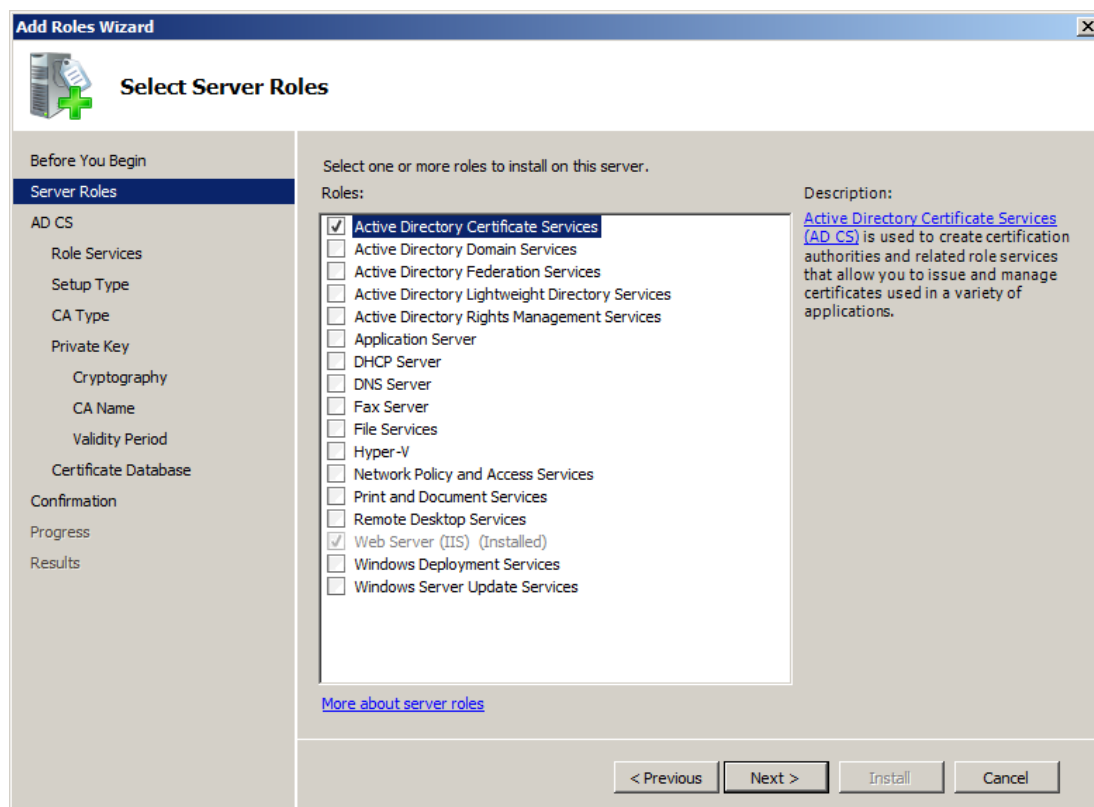 Add Roles Wizard
Select Server Roles
Before You Begin
Server Roles
AD CS
Role Services
Setup Type
CA Type
Private Key
Cryptography
CA Name
Validity Period
Certificate Database
Confirmation
Progress
Results
Select one or more roles to install on this server.
Roles:
Active Directory Certificate Services
Active Directory Domain Services
Active Directory Federation Services
Active Directory Lightweight Directory Services
Active Directory Rights Management Services
Application Server
DHCP Server
DNS Server
Fax Server
File Services
Hyper-V
Network Policy and Access Services
Print and Document Services
Remote Desktop Services
Web Server (IIS) (Installed)
Windows Deployment Services
Windows Server Update Services
More about server roles
Description:
Active Directory Certificate Services
(AD CS) is used to create certification
authorities and related role services
that allow you to issue and manage
certificates used in a variety of
applications.
< Previous
Next >
Install
Cancel